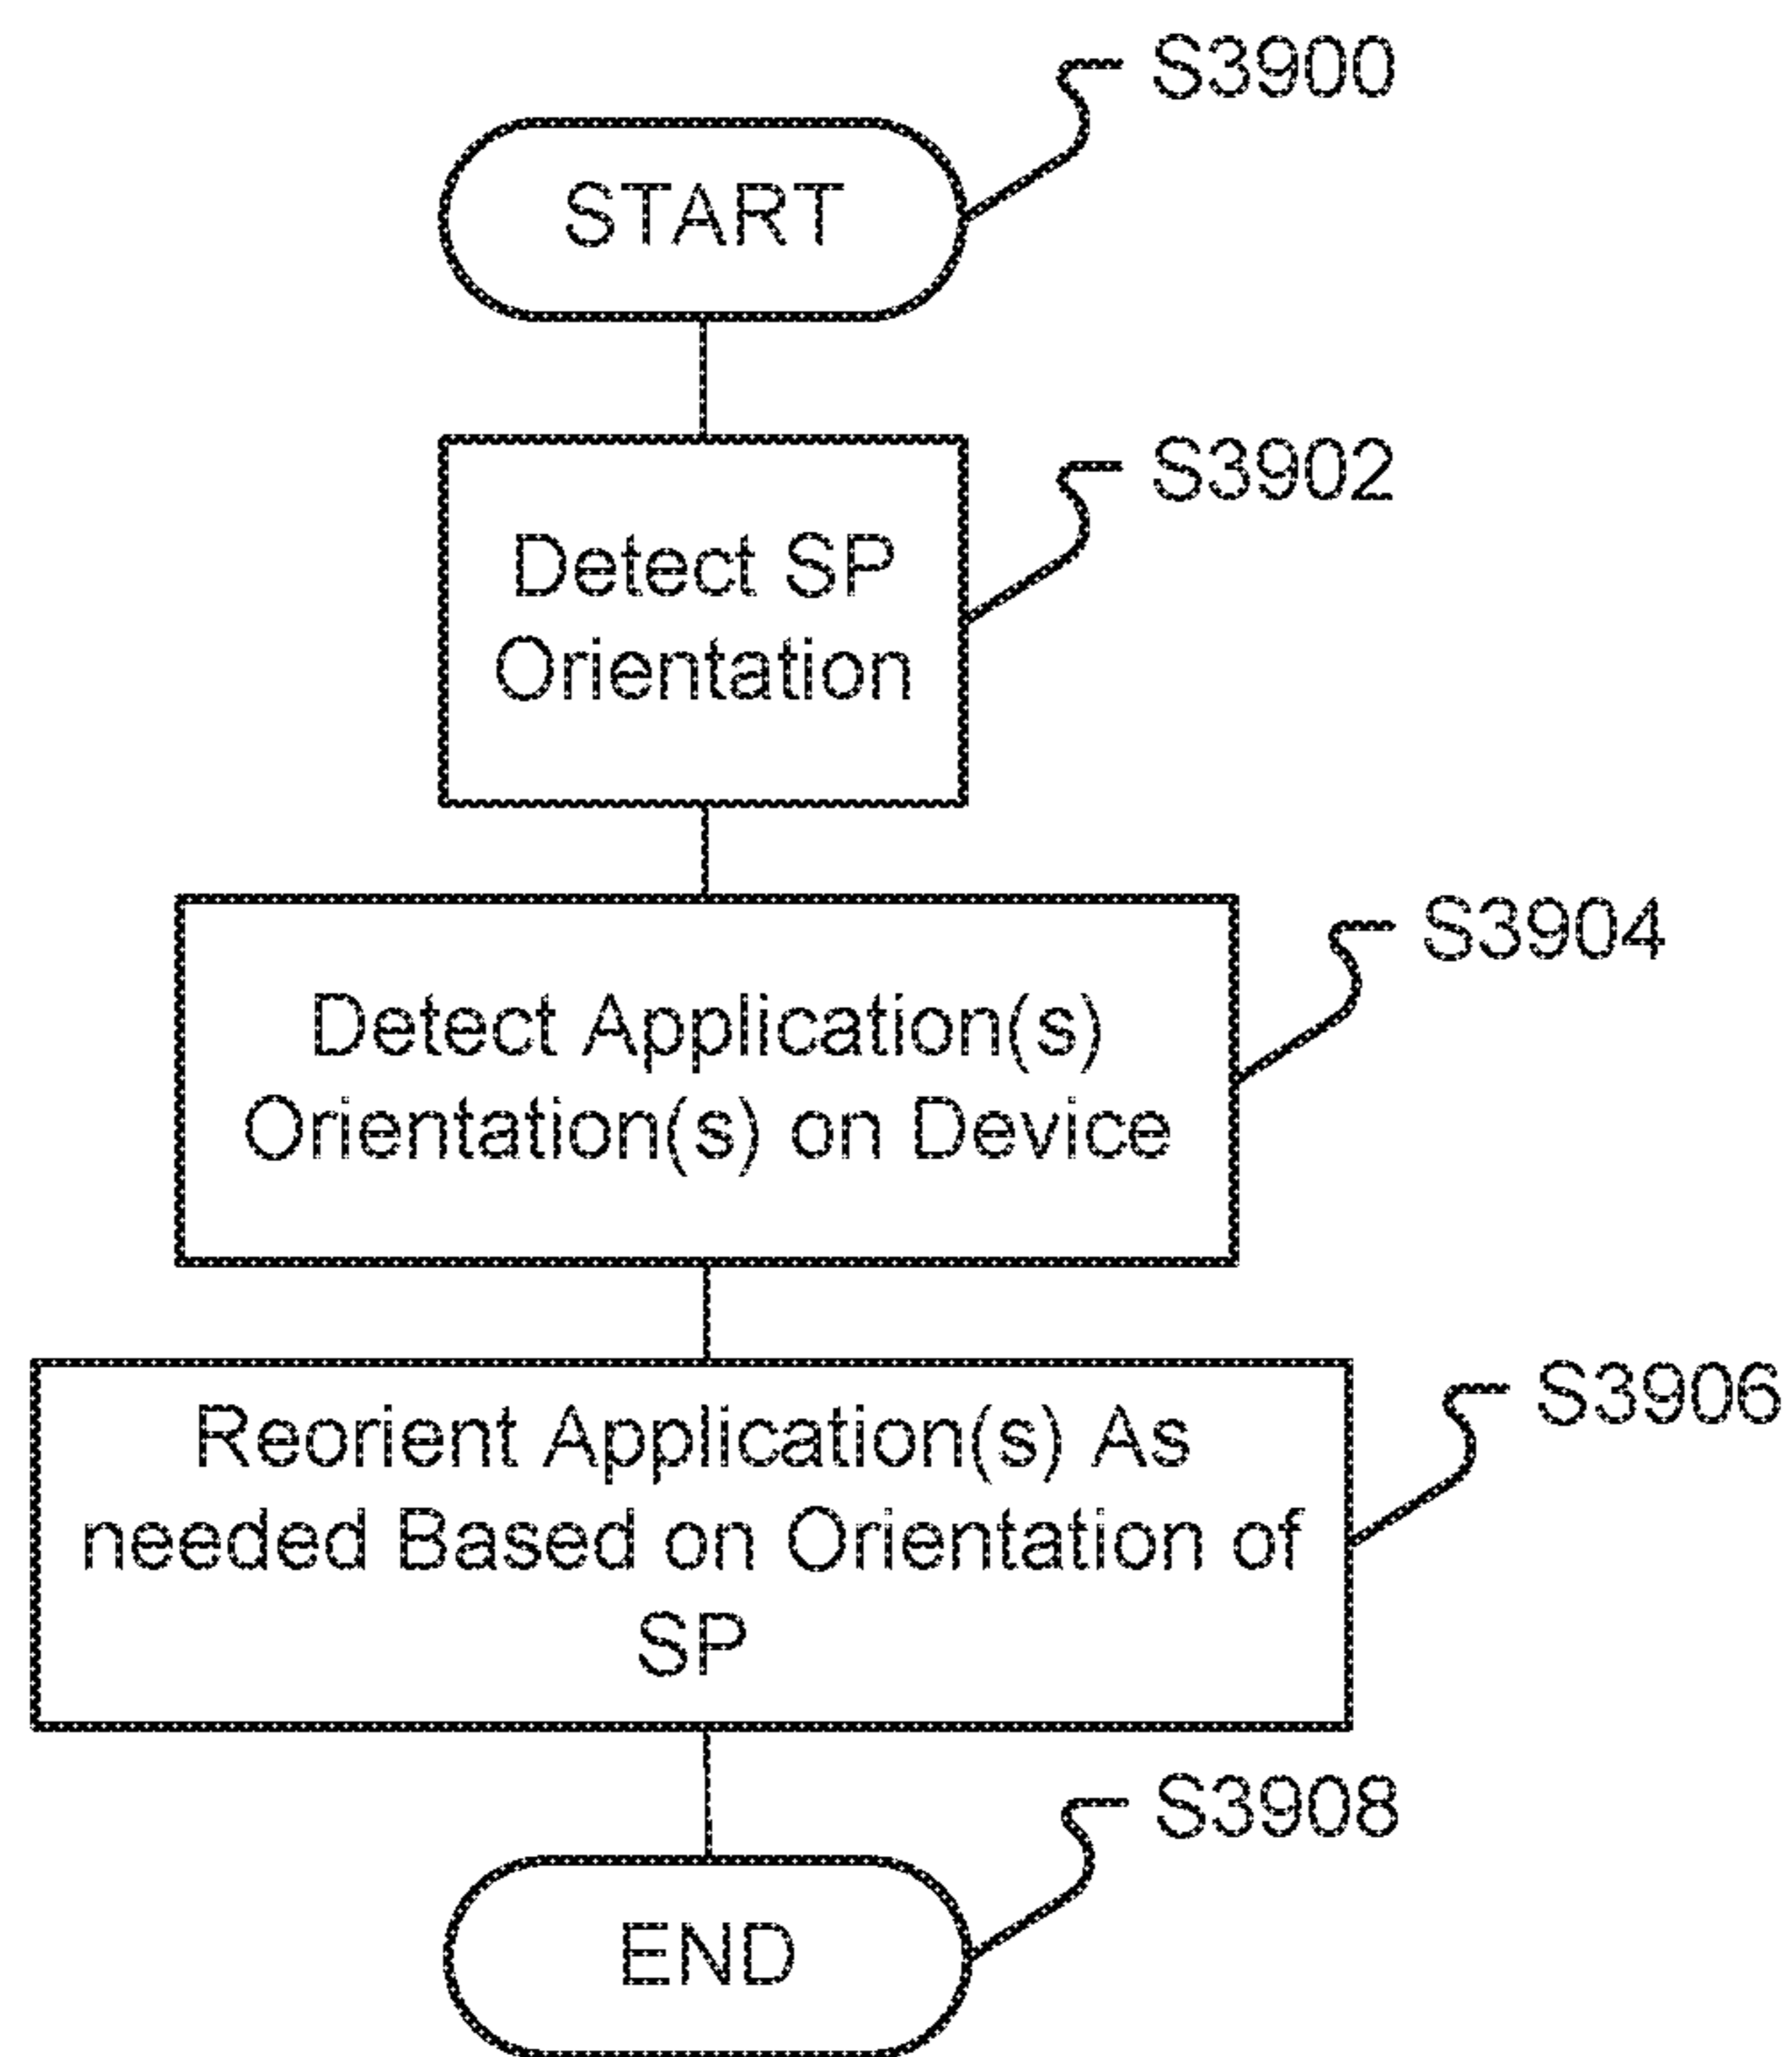 S3900
START
S3902
Detect SP
Orientation
S3904
Detect Application(s)
Orientation(s) on Device
S3906
Reorient Application(s) As
needed Based on Orientation of
SP
S3908
END